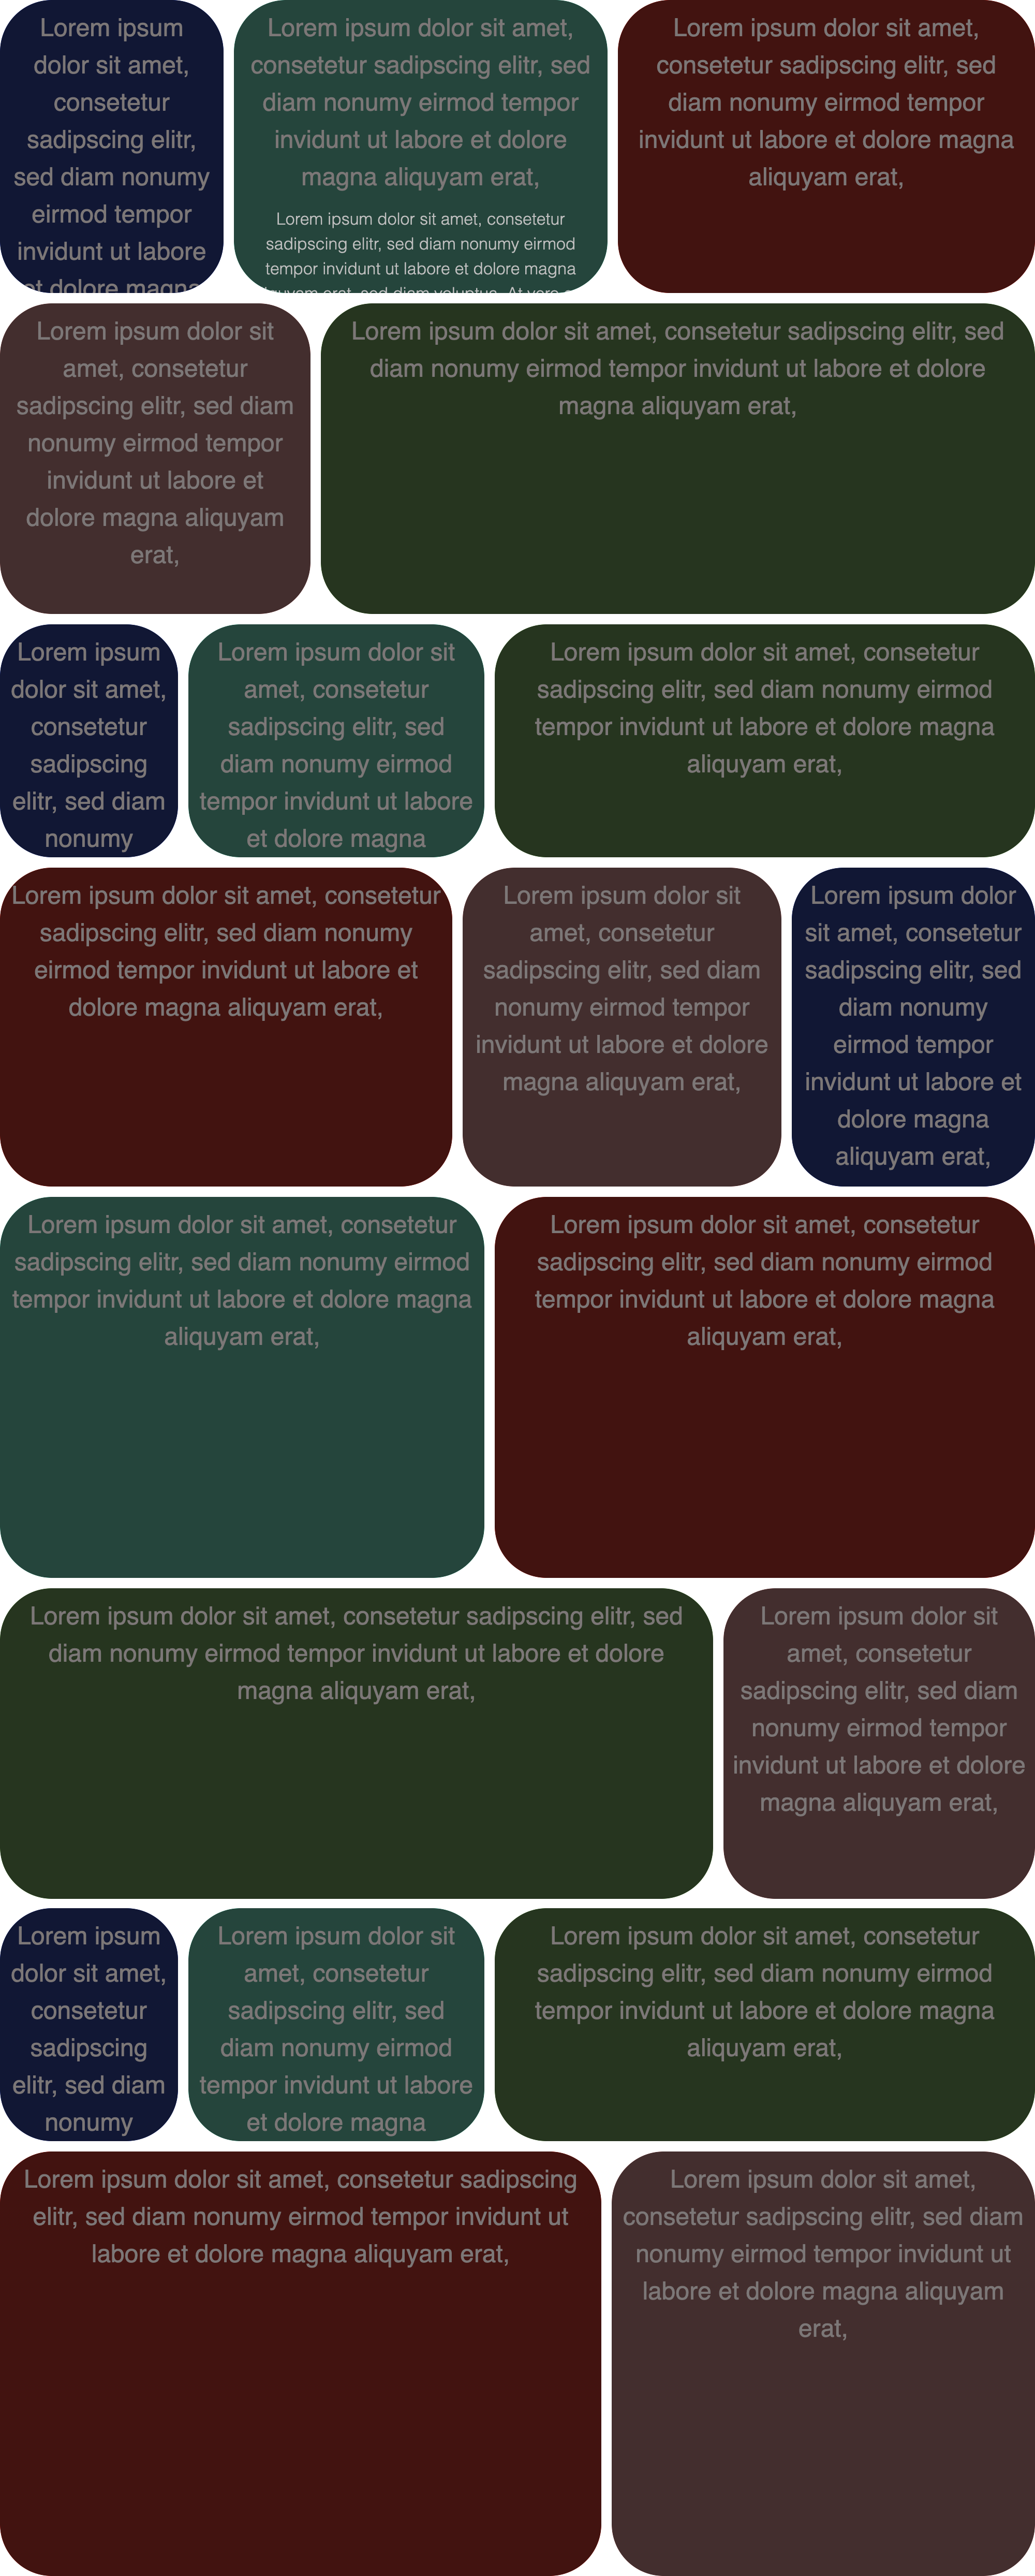 Lorem ipsum
dolor sit amet,
consetetur
sadipscing elitr,
sed diam nonumy
eirmod tempor
invidunt ut labore
et dolore magna
Lorem ipsum dolor sit amet,
consetetur sadipscing elitr, sed
diam nonumy eirmod tempor
invidunt ut labore et dolore
magna aliquyam erat,
Lorem ipsum dolor sit amet, consetetur
sadipscing elitr, sed diam nonumy eirmod
tempor invidunt ut labore et dolore magna
erat, sed diam voluptua. At vero
Lorem ipsum dolor sit amet,
consetetur sadipscing elitr, sed
diam nonumy eirmod tempor
invidunt ut labore et dolore magna
aliquyam erat,
Lorem ipsum dolor sit
amet, consetetur
sadipscing elitr, sed diam
nonumy eirmod tempor
invidunt ut labore et
dolore magna aliquyam
erat,
Lorem ipsum dolor sit amet, consetetur sadipscing elitr, sed
diam nonumy eirmod tempor invidunt ut labore et dolore
magna aliquyam erat,
Lorem ipsum
dolor sit amet,
consetetur
sadipscing
elitr, sed diam
nonumy
Lorem ipsum dolor sit
amet, consetetur
sadipscing elitr, sed
diam nonumy eirmod
tempor invidunt ut labore
et dolore magna
Lorem ipsum dolor sit amet, consetetur
sadipscing elitr, sed diam nonumy eirmod
tempor invidunt ut labore et dolore magna
aliquyam erat,
Lorem ipsum dolor sit amet, consetetur
sadipscing elitr, sed diam nonumy
eirmod tempor invidunt ut labore et
dolore magna aliquyam erat,
Lorem ipsum dolor sit
amet, consetetur
sadipscing elitr, sed diam
nonumy eirmod tempor
invidunt ut labore et dolore
magna aliquyam erat,
Lorem ipsum dolor
sit amet, consetetur
sadipscing elitr, sed
diam nonumy
eirmod tempor
invidunt ut labore et
dolore magna
aliquyam erat,
Lorem ipsum dolor sit amet, consetetur
sadipscing elitr, sed diam nonumy eirmod
tempor invidunt ut labore et dolore magna
aliquyam erat,
Lorem ipsum dolor sit amet, consetetur
sadipscing elitr, sed diam nonumy eirmod
tempor invidunt ut labore et dolore magna
aliquyam erat,
Lorem ipsum dolor sit amet, consetetur sadipscing elitr, sed
diam nonumy eirmod tempor invidunt ut labore et dolore
magna aliquyam erat,
Lorem ipsum dolor sit
amet, consetetur
sadipscing elitr, sed diam
nonumy eirmod tempor
invidunt ut labore et dolore
magna aliquyam erat,
Lorem ipsum
dolor sit amet,
consetetur
sadipscing
elitr, sed diam
nonumy
Lorem ipsum dolor sit
amet, consetetur
sadipscing elitr, sed
diam nonumy eirmod
tempor invidunt ut labore
et dolore magna
Lorem ipsum dolor sit amet, consetetur
sadipscing elitr, sed diam nonumy eirmod
tempor invidunt ut labore et dolore magna
aliquyam erat,
Lorem ipsum dolor sit amet, consetetur sadipscing
elitr, sed diam nonumy eirmod tempor invidunt ut
labore et dolore magna aliquyam erat,
Lorem ipsum dolor sit amet,
consetetur sadipscing elitr, sed diam
nonumy eirmod tempor invidunt ut
labore et dolore magna aliquyam
erat,